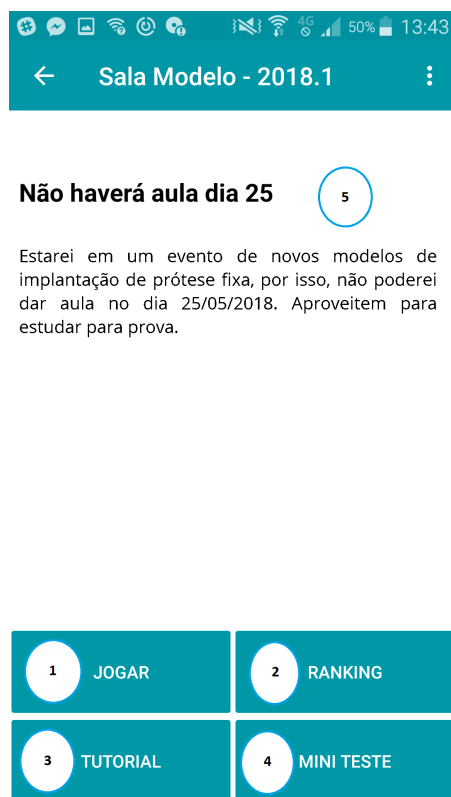 4G 50% 13:43
Sala Modelo - 2018.1
Não haverá aula dia 25 5
Estarei em um evento de novos modelos de
implantação de prótese fixa, por isso, não poderei
dar aula no dia 25/05/2018. Aproveitem para
estudar para prova.
1 JOGAR 2 RANKING
3 TUTORIAL 4 MINI TESTE